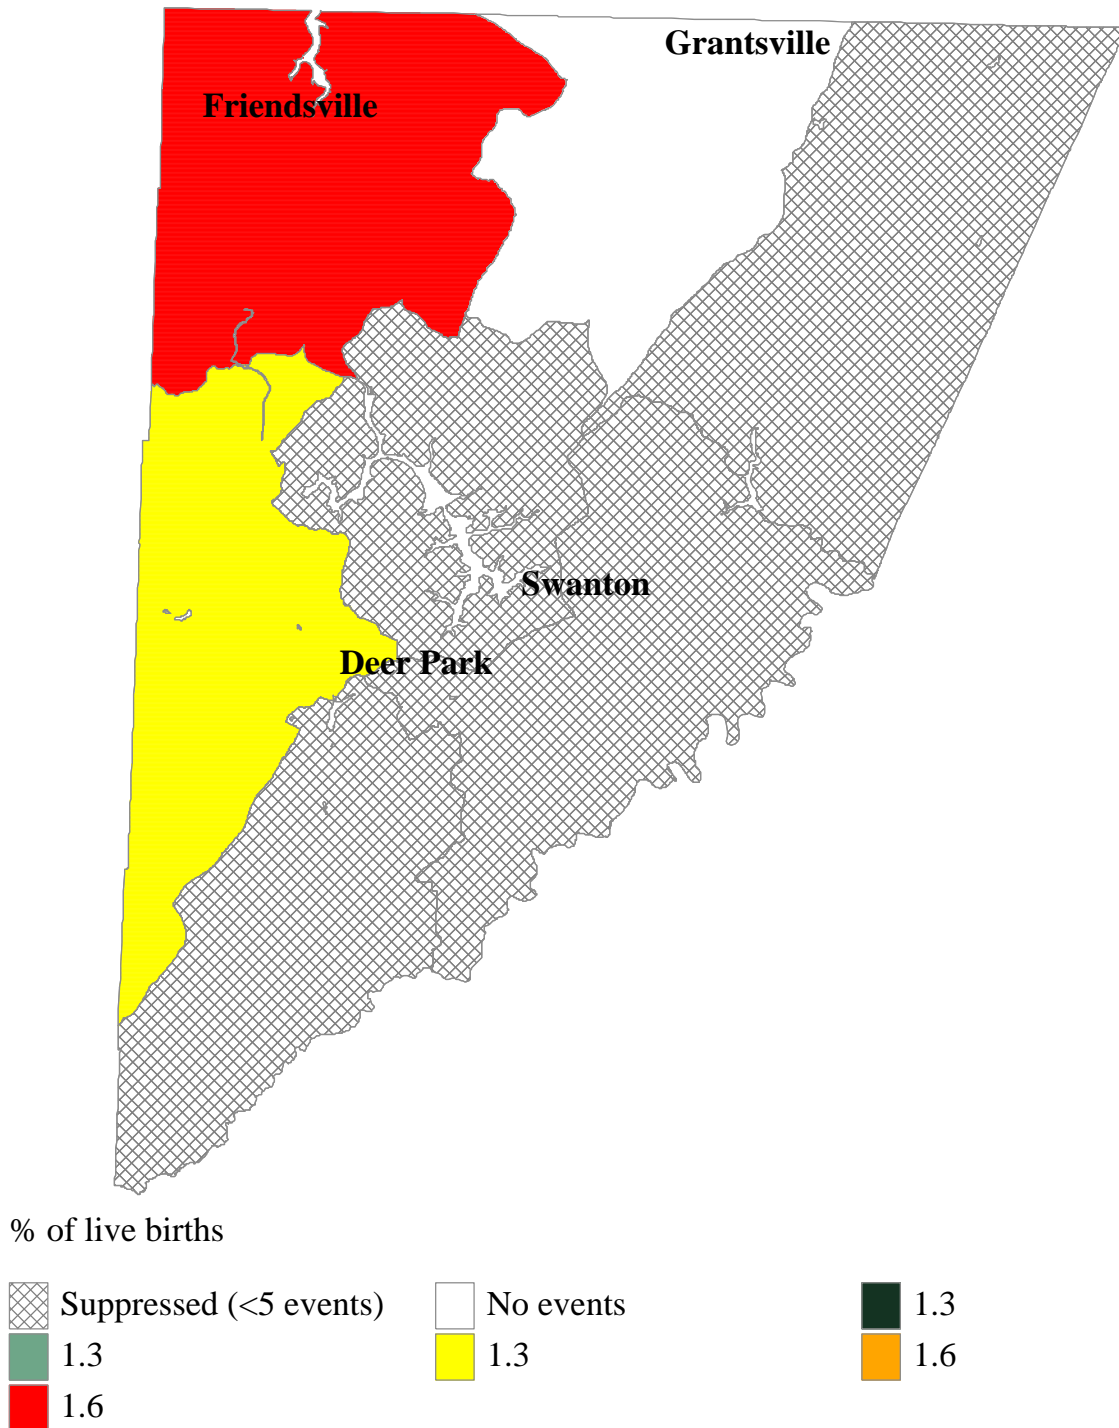 Grantsville
Friendsville
Swanton
Deer Park
% of live births
Suppressed (<5 events) No events 1.3
1.3 1.3 1.6
1.6